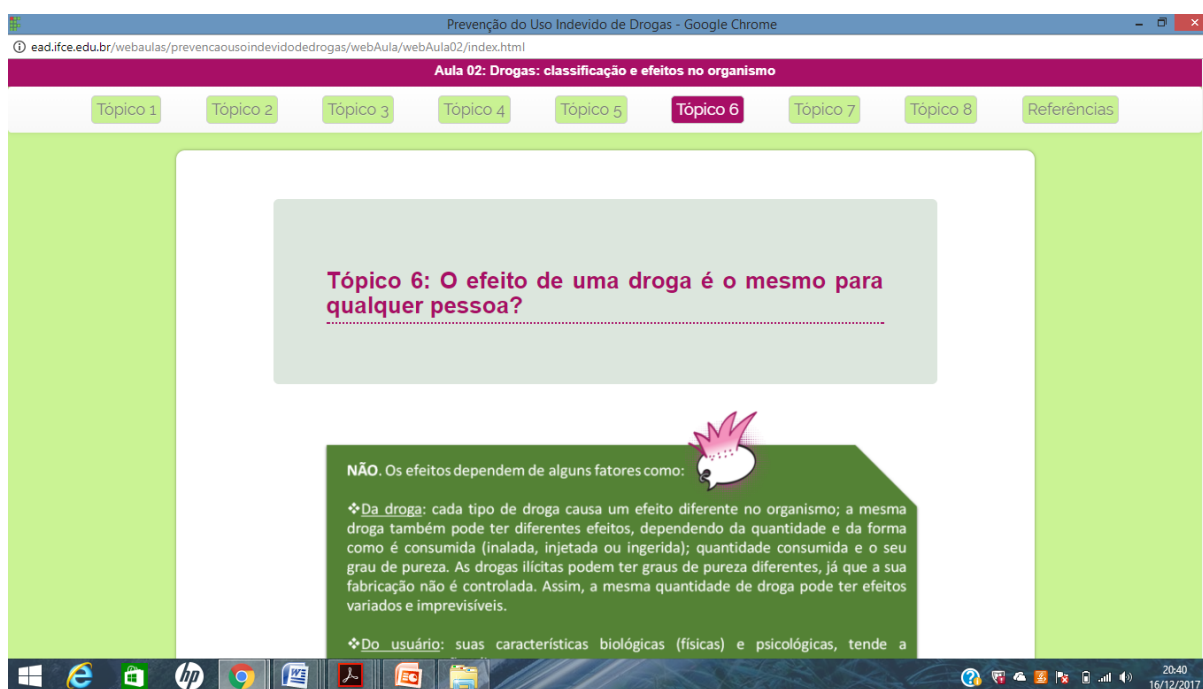 Prevenção do Uso Indevido de Drogas - Google Chrome
ead.ifce.edu.br/webaulas/prevencaousoindevidodedrogas/webAula/webAula02/index.html
Aula 02: Drogas: classificação e efeitos no organismo
Tópico 1 Tópico 2 Tópico 3 Tópico 4 Tópico 5 Tópico 6 Tópico 7 Tópico 8 Referências
Tópico 6: O efeito de uma droga é o mesmo para
qualquer pessoa?
NÃO. Os efeitos dependem de alguns fatores como:
❖Da droga: cada tipo de droga causa um efeito diferente no organismo; a mesma
droga também pode ter diferentes efeitos, dependendo da quantidade e da forma
como é consumida (inalada, injetada ou ingerida); quantidade consumida e o seu
grau de pureza. As drogas ilícitas podem ter graus de pureza diferentes, já que a sua
fabricação não é controlada. Assim, a mesma quantidade de droga pode ter efeitos
variados e imprevisíveis.
❖Do usuário: suas características biológicas (físicas) e psicológicas, tende a
20:40
16/12/2017